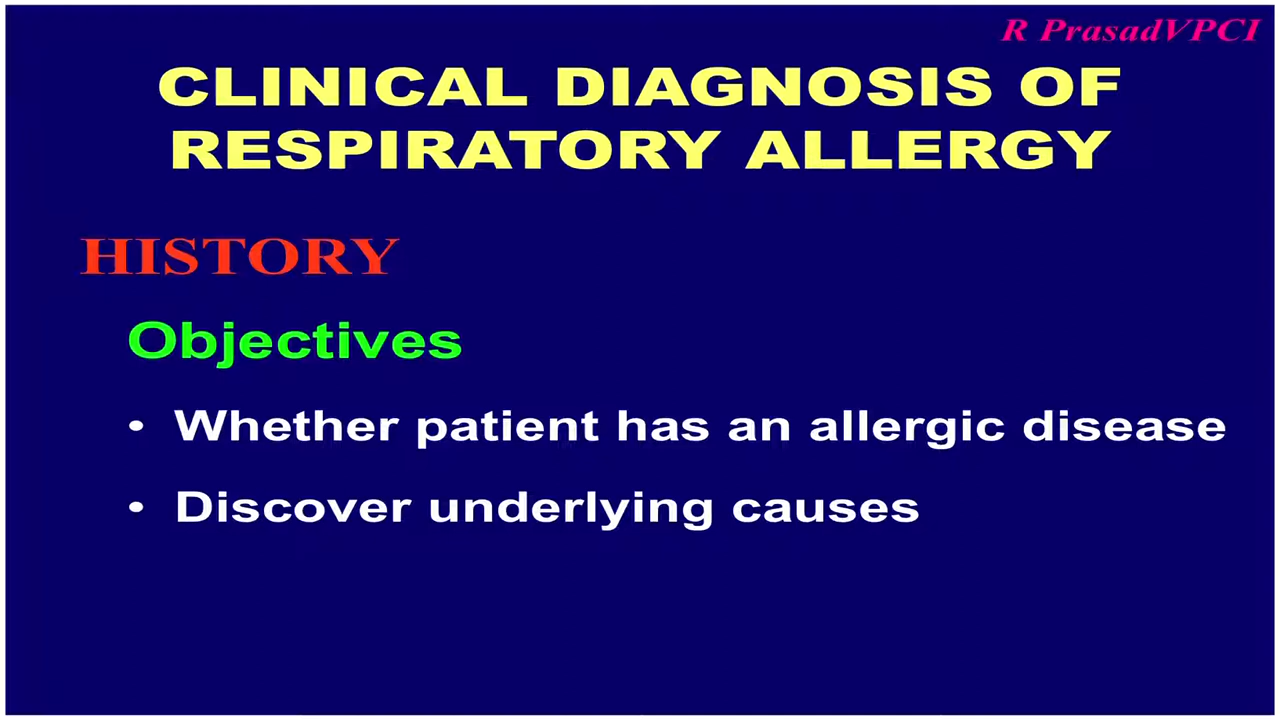 R PrasadVPCI
CLINICAL DIAGNOSIS OF
RESPIRATORY ALLERGY
HISTORY
Objectives
• Whether patient has an allergic disease
• Discover underlying causes